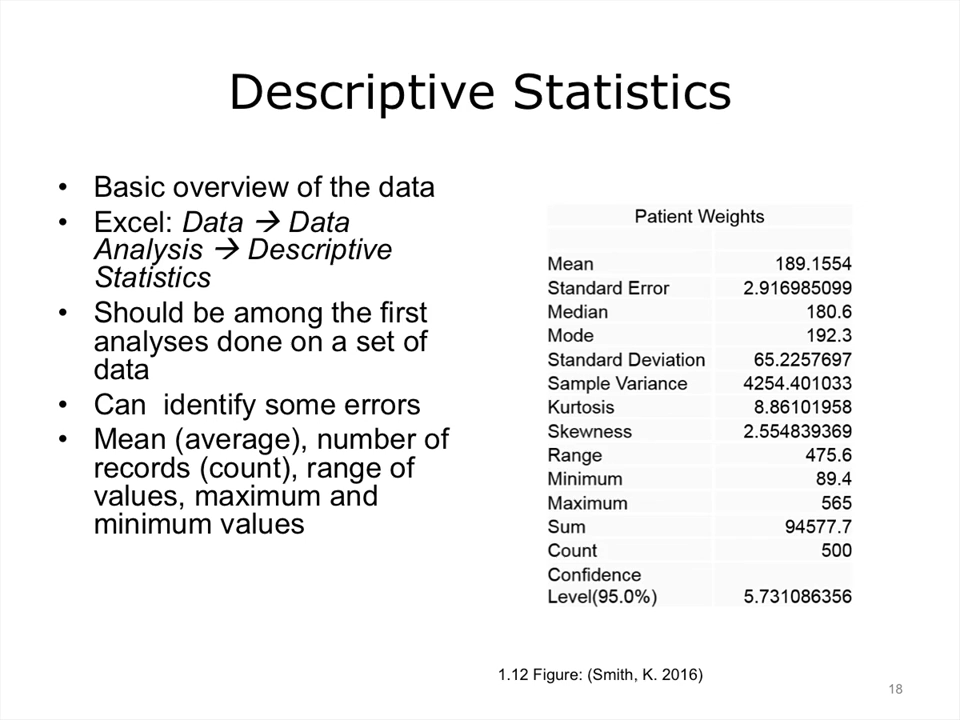 Descriptive Statistics
• Basic overview of the data
• Excel: Data → Data
Analysis → Descriptive
Statistics
• Should be among the first
analyses done on a set of
data
• Can  identify some errors
• Mean (average), number of
records (count), range of
values, maximum and
minimum values
Patient Weights
Mean 189.1554
Standard Error 2.916985099
Median 180.6
Mode 192.3
Standard Deviation 65.2257697
Sample Variance 4254.401033
Kurtosis 8.86101958
Skewness 2.554839369
Range 475.6
Minimum 89.4
Maximum 565
Sum 94577.7
Count 500
Confidence
Level(95.0%) 5.731086356
1.12 Figure: (Smith, K. 2016)
18